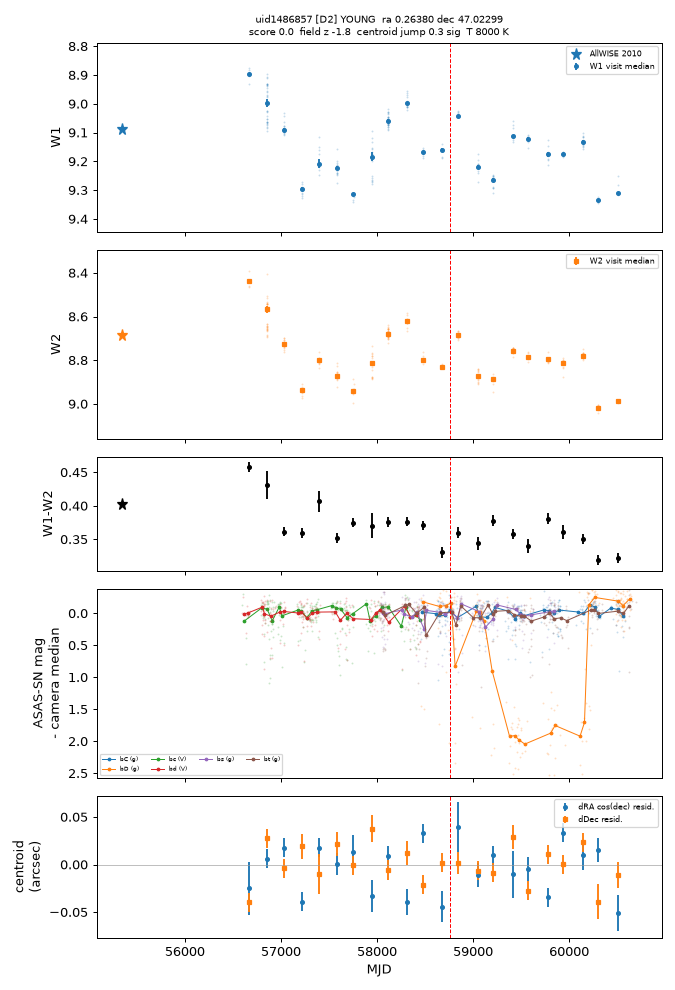 uid1486857 [D2] YOUNG  ra 0.26380 dec 47.02299
score 0.0  field z -1.8  centroid jump 0.3 sig  T 8000 K
8.8
8.9
9.0
9.1
9.2
9.3
9.4
W1
AllWISE 2010
W1 visit median
8.4
8.6
8.8
9.0
W2
W2 visit median
0.45
0.40
0.35
W1-W2
0.0
0.5
1.0
1.5
2.0
2.5
ASAS-SN mag
- camera median
bC (g)
bD (g)
bc (V)
bd (V)
bs (g)
bt (g)
0.05
0.00
−0.05
centroid
(arcsec)
dRA cos(dec) resid.
dDec resid.
56000
57000
58000
59000
60000
MJD